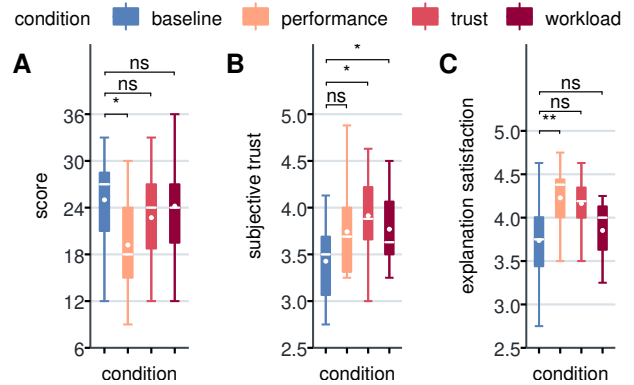 condition baseline performance trust workload
A
ns
ns
*
36
30
24
18
12
6
score
condition
B
*
*
ns
5.0
4.5
4.0
3.5
3.0
2.5
subjective trust
condition
C
ns
ns
**
5.0
4.5
4.0
3.5
3.0
2.5
explanation satisfaction
condition